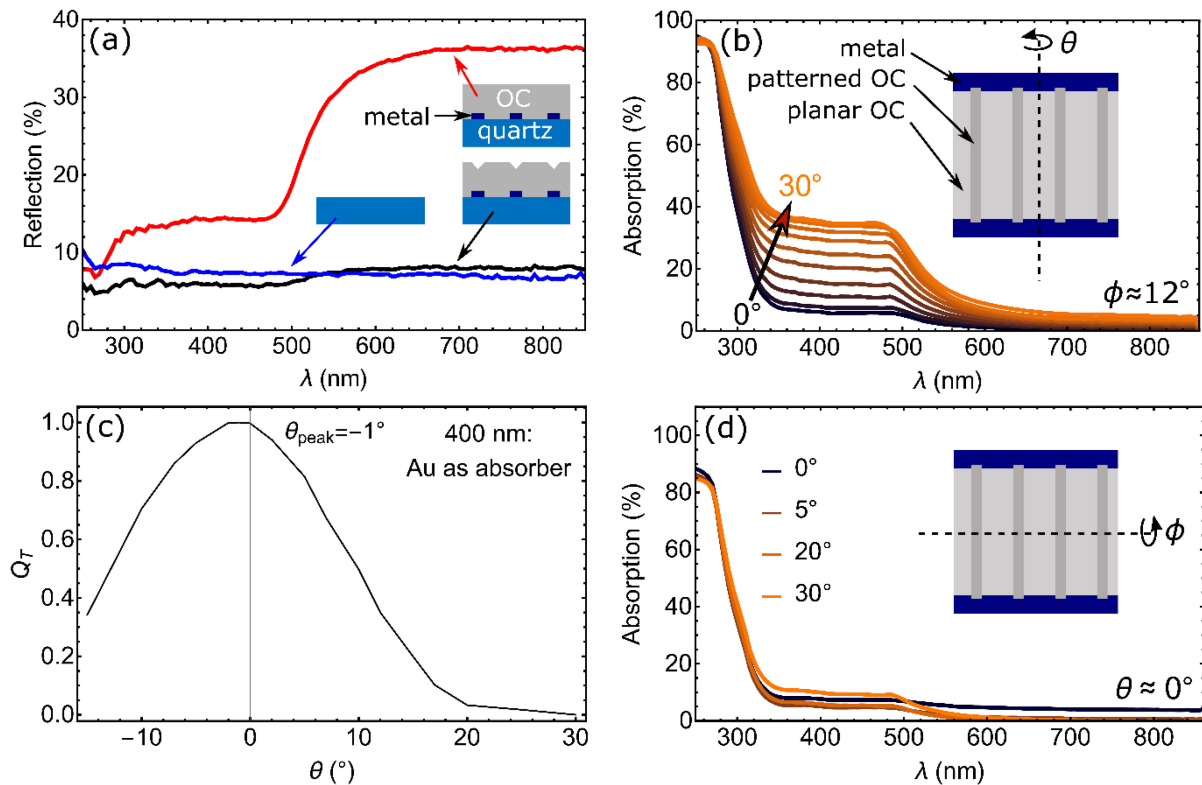 (a)
Reflection (%)
40
30
20
10
0
300 400 500 600 700 800
λ (nm)
OC
metal
quartz
(b)
Absorption (%)
100
80
60
40
20
0
300 400 500 600 700 800
λ (nm)
metal
patterned OC
planar OC
θ
30°
0°
ϕ≈12°
(c)
Q_T
1.0
0.8
0.6
0.4
0.2
0.0
−10 0 10 20 30
θ (°)
θpeak=−1°
400 nm:
Au as absorber
(d)
Absorption (%)
100
80
60
40
20
0
300 400 500 600 700 800
λ (nm)
0°
5°
20°
30°
ϕ
θ ≈ 0°